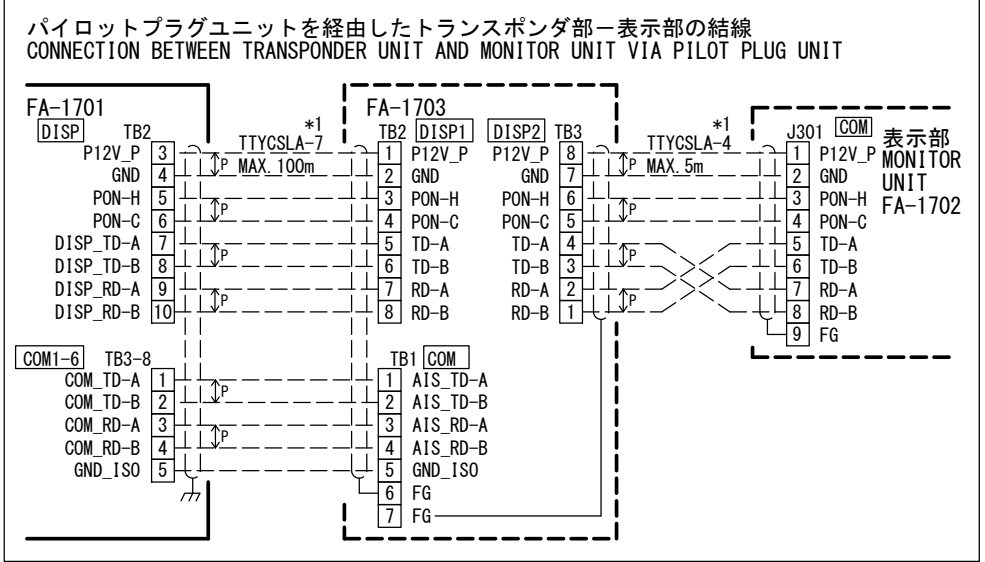 パイロットプラグユニットを経由したトランスポンダ部－表示部の結線
CONNECTION BETWEEN TRANSPONDER UNIT AND MONITOR UNIT VIA PILOT PLUG UNIT
FA-1701
DISP TB2
P12V_P 3
GND 4
PON-H 5
PON-C 6
DISP_TD-A 7
DISP_TD-B 8
DISP_RD-A 9
DISP_RD-B 10
COM1-6 TB3-8
COM_TD-A 1
COM_TD-B 2
COM_RD-A 3
COM_RD-B 4
GND_ISO 5
*1
TTYCSLA-7
MAX. 100m
P
P
P
P
P
P
FA-1703
TB2 DISP1
1 P12V_P
2 GND
3 PON-H
4 PON-C
5 TD-A
6 TD-B
7 RD-A
8 RD-B
TB1 COM
1 AIS_TD-A
2 AIS_TD-B
3 AIS_RD-A
4 AIS_RD-B
5 GND_ISO
6 FG
7 FG
DISP2 TB3
P12V_P 8
GND 7
PON-H 6
PON-C 5
TD-A 4
TD-B 3
RD-A 2
RD-B 1
*1
TTYCSLA-4
MAX. 5m
P
P
P
P
J301 COM
1 P12V_P
2 GND
3 PON-H
4 PON-C
5 TD-A
6 TD-B
7 RD-A
8 RD-B
9 FG
表示部
MONITOR
UNIT
FA-1702